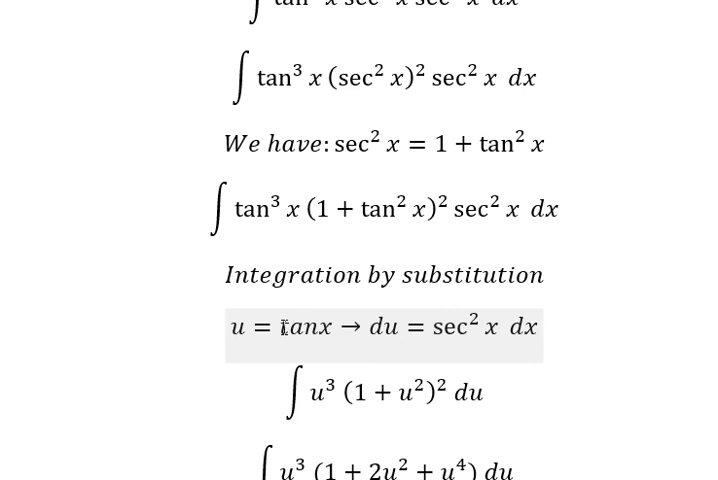 ∫ tan³ x (sec² x)² sec² x dx
We have: sec² x = 1 + tan² x
∫ tan³ x (1 + tan² x)² sec² x dx
Integration by substitution
u = tanx → du = sec² x dx
∫ u³ (1 + u²)² du
∫ u³ (1 + 2u² + u⁴) du